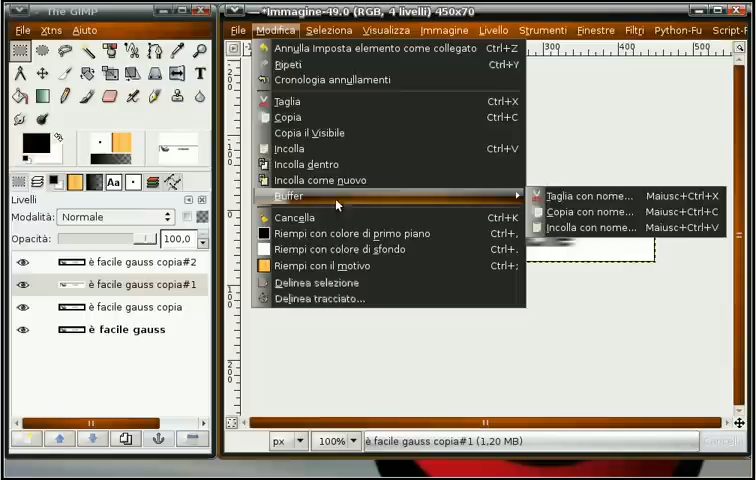 The GIMP
File Xtns Aiuto
Livelli
Modalità: Normale
Opacità: 100,0
è facile gauss copia#2
è facile gauss copia#1
è facile gauss copia
è facile gauss
*Immagine-49.0 (RGB, 4 livelli) 450x70
File Modifica Seleziona Visualizza Immagine Livello Strumenti Finestre Filtri Python-Fu Script-F
300 400 500
Annulla Imposta elemento come collegato Ctrl+Z
Ripeti Ctrl+Y
Cronologia annullamenti
Taglia Ctrl+X
Copia Ctrl+C
Copia il Visibile
Incolla Ctrl+V
Incolla dentro
Incolla come nuovo
Buffer
Cancella Ctrl+K
Riempi con colore di primo piano Ctrl+,
Riempi con colore di sfondo Ctrl+.
Riempi con il motivo Ctrl+;
Delinea selezione
Delinea tracciato...
Taglia con nome... Maiusc+Ctrl+X
Copia con nome... Maiusc+Ctrl+C
Incolla con nome... Maiusc+Ctrl+V
px 100% è facile gauss copia#1 (1,20 MB) Cancella